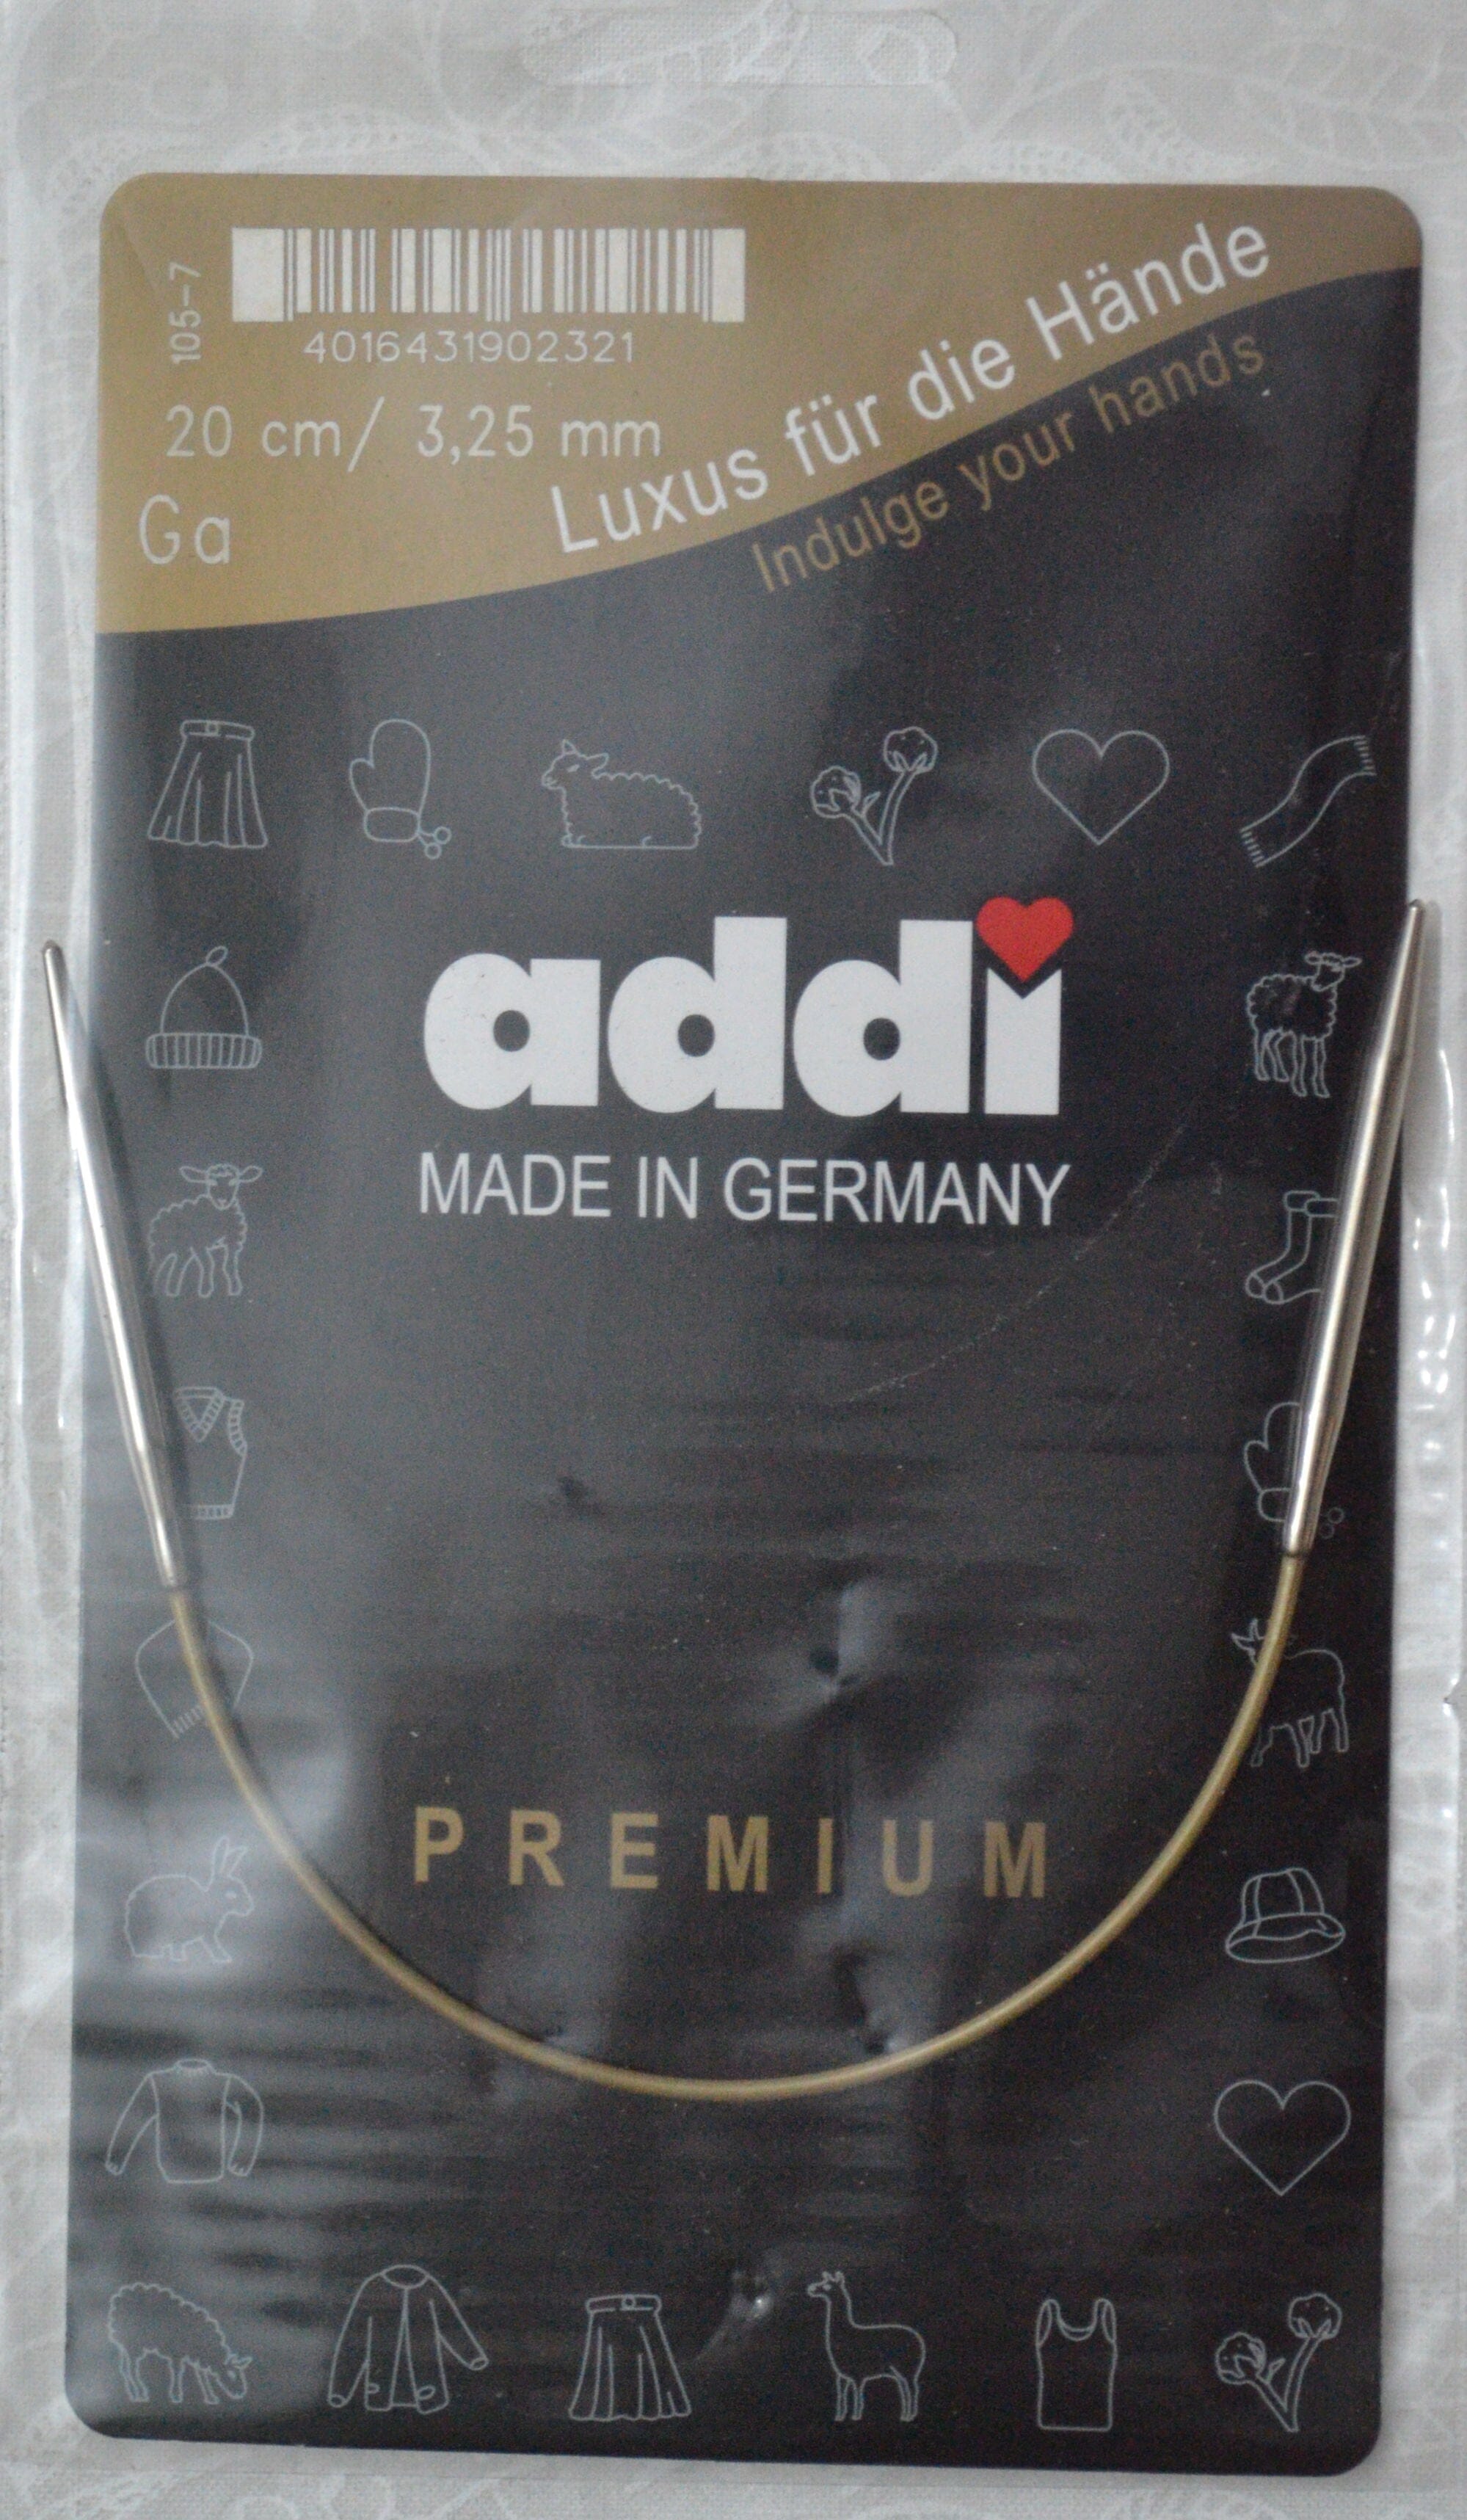 105-7
4016431902321
20 cm/ 3,25 mm
Ga
Luxus für die Hände
Indulge your hands
addi
MADE IN GERMANY
PREMIUM